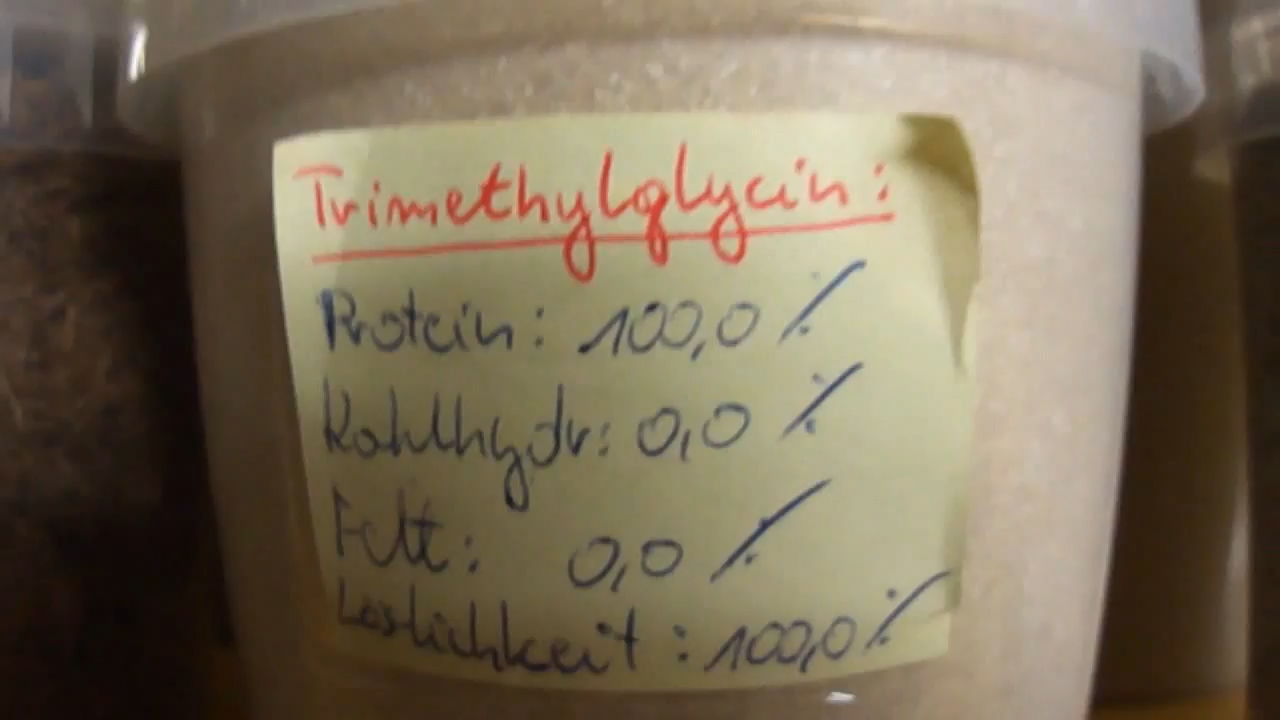 Trimethylglycin:
Protein: 100,0 %
Kohlhydr: 0,0 %
Fett: 0,0 %
Löslichkeit: 100,0 %